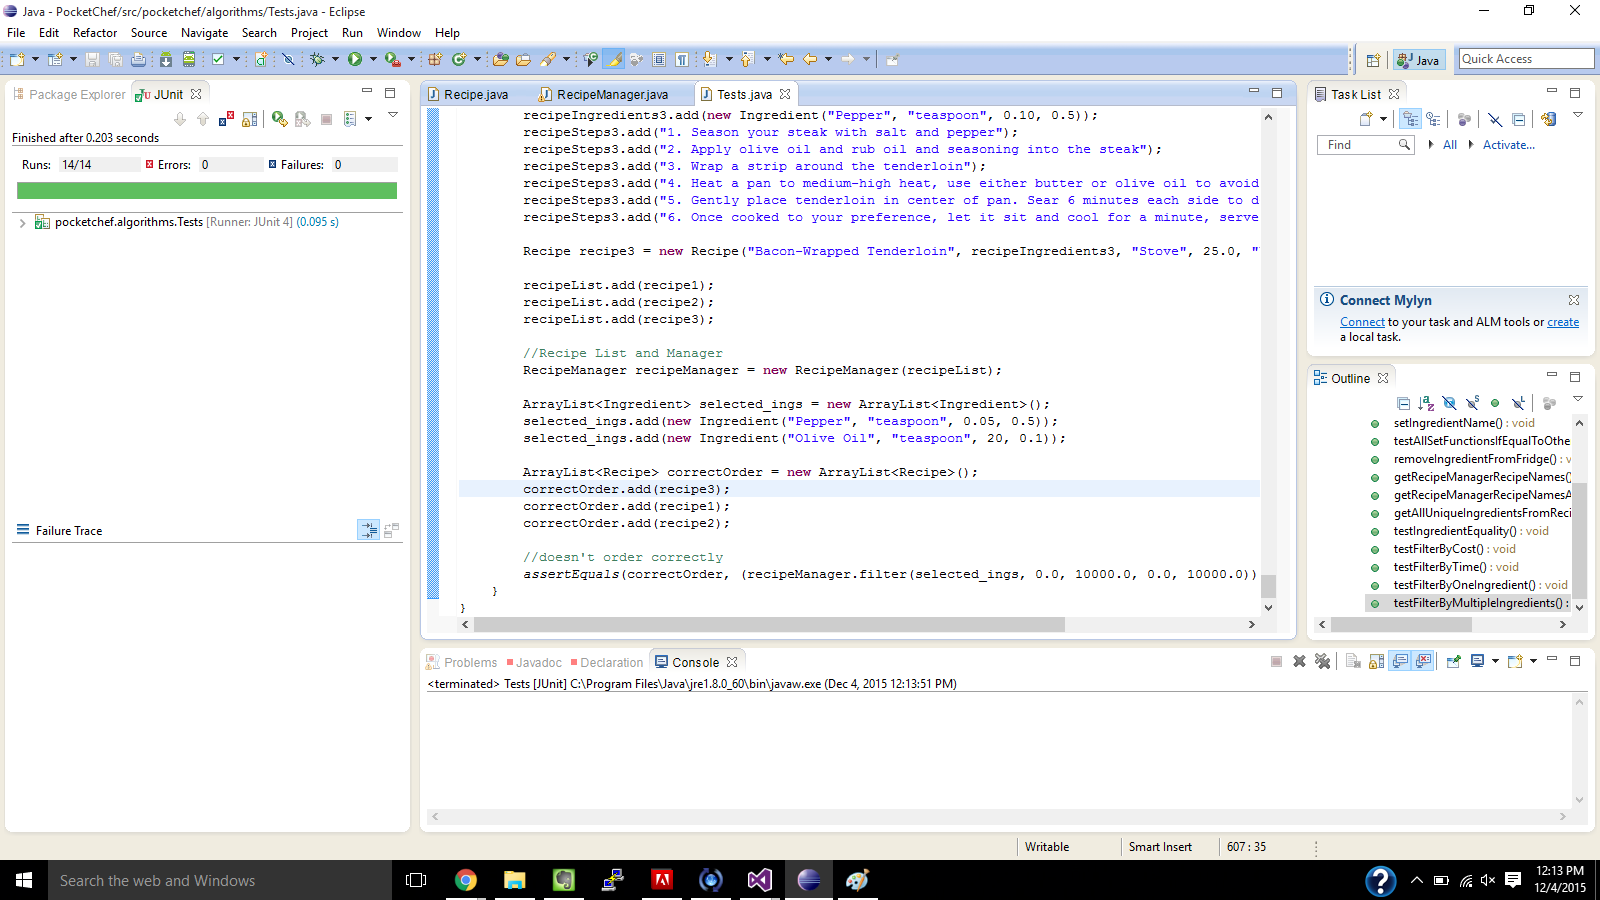 Java - PocketChef/src/pocketchef/algorithms/Tests.java - Eclipse
File Edit Refactor Source Navigate Search Project Run Window Help
Java
Quick Access
Package Explorer
JUnit
Finished after 0.203 seconds
Runs: 14/14 Errors: 0 Failures: 0
pocketchef.algorithms.Tests [Runner: JUnit 4] (0.095 s)
Failure Trace
Recipe.java RecipeManager.java Tests.java
recipeIngredients3.add(new Ingredient("Pepper", "teaspoon", 0.10, 0.5));
recipeSteps3.add("1. Season your steak with salt and pepper");
recipeSteps3.add("2. Apply olive oil and rub oil and seasoning into the steak");
recipeSteps3.add("3. Wrap a strip around the tenderloin");
recipeSteps3.add("4. Heat a pan to medium-high heat, use either butter or olive oil to avoid
recipeSteps3.add("5. Gently place tenderloin in center of pan. Sear 6 minutes each side to d
recipeSteps3.add("6. Once cooked to your preference, let it sit and cool for a minute, serve
Recipe recipe3 = new Recipe("Bacon-Wrapped Tenderloin", recipeIngredients3, "Stove", 25.0, "
recipeList.add(recipe1);
recipeList.add(recipe2);
recipeList.add(recipe3);
//Recipe List and Manager
RecipeManager recipeManager = new RecipeManager(recipeList);
ArrayList<Ingredient> selected_ings = new ArrayList<Ingredient>();
selected_ings.add(new Ingredient("Pepper", "teaspoon", 0.05, 0.5));
selected_ings.add(new Ingredient("Olive Oil", "teaspoon", 20, 0.1));
ArrayList<Recipe> correctOrder = new ArrayList<Recipe>();
correctOrder.add(recipe3);
correctOrder.add(recipe1);
correctOrder.add(recipe2);
//doesn't order correctly
assertEquals(correctOrder, (recipeManager.filter(selected_ings, 0.0, 10000.0, 0.0, 10000.0))
}
}
Task List
Find All Activate...
Connect Mylyn
Connect to your task and ALM tools or create
a local task.
Outline
setIngredientName() : void
testAllSetFunctionsIfEqualToOthe
removeIngredientFromFridge() : v
getRecipeManagerRecipeNames()
getRecipeManagerRecipeNamesA
getAllUniqueIngredientsFromReci
testIngredientEquality() : void
testFilterByCost() : void
testFilterByTime() : void
testFilterByOneIngredient() : void
testFilterByMultipleIngredients() :
Problems Javadoc Declaration Console
<terminated> Tests [JUnit] C:\Program Files\Java\jre1.8.0_60\bin\javaw.exe (Dec 4, 2015 12:13:51 PM)
Writable Smart Insert 607 : 35
Search the web and Windows
12:13 PM
12/4/2015